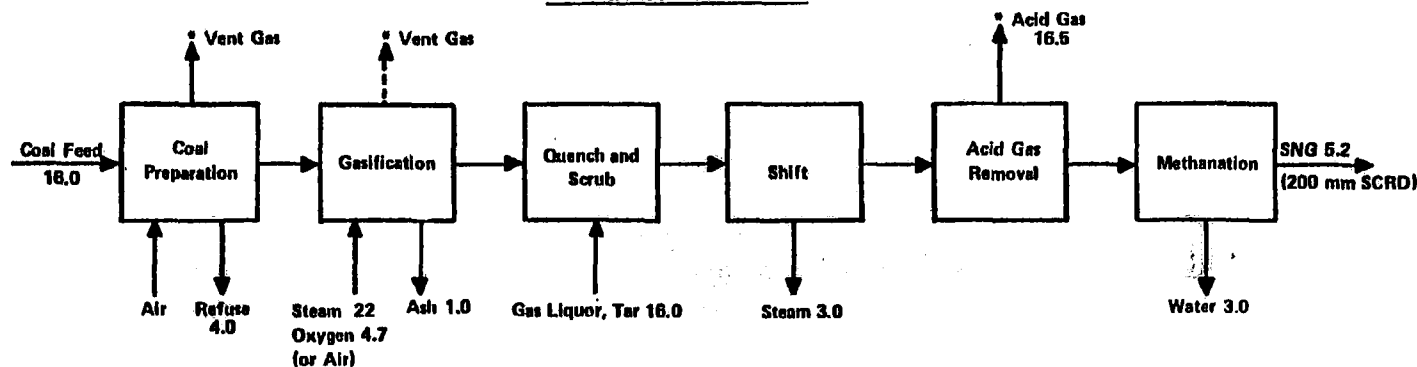 * Vent Gas
* Vent Gas
* Acid Gas
16.5
Coal Feed
16.0
Coal
Preparation
Gasification
Quench and
Scrub
Shift
Acid Gas
Removal
Methanation
SNG 5.2
(200 mm SCRD)
Air
Refuse
4.0
Steam 22
Oxygen 4.7
(or Air)
Ash 1.0
Gas Liquor, Tar 16.0
Steam 3.0
Water 3.0